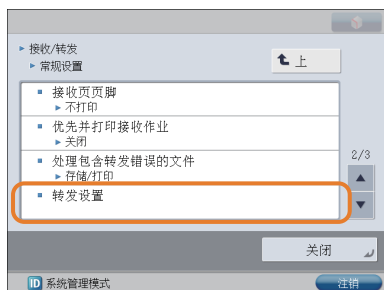 接收/转发
常规设置
上
接收页页脚
不打印
优先并打印接收作业
关闭
处理包含转发错误的文件
存储/打印
2/3
转发设置
关闭
ID 系统管理模式
注销